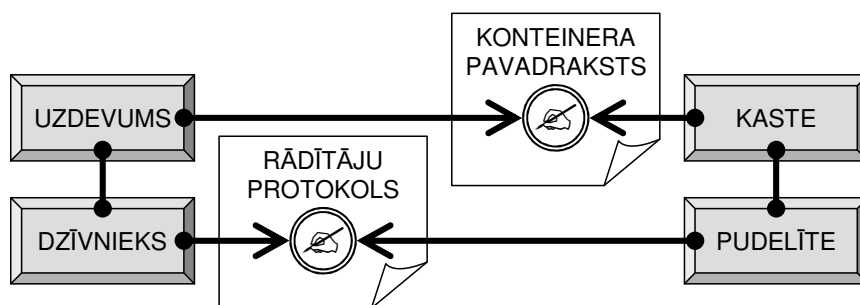 KONTEINERA
PAVADRAKSTS
UZDEVUMS
KASTE
RĀDĪTĀJU
PROTOKOLS
DZĪVNIEKS
PUDELĪTE